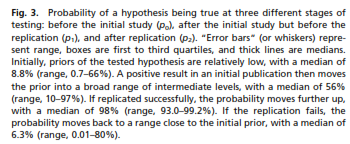 Fig. 3. Probability of a hypothesis being true at three different stages of
testing: before the initial study (p₀), after the initial study but before the
replication (p₁), and after replication (p₂). “Error bars” (or whiskers) repre-
sent range, boxes are first to third quartiles, and thick lines are medians.
Initially, priors of the tested hypothesis are relatively low, with a median of
8.8% (range, 0.7–66%). A positive result in an initial publication then moves
the prior into a broad range of intermediate levels, with a median of 56%
(range, 10–97%). If replicated successfully, the probability moves further up,
with a median of 98% (range, 93.0–99.2%). If the replication fails, the
probability moves back to a range close to the initial prior, with a median of
6.3% (range, 0.01–80%).